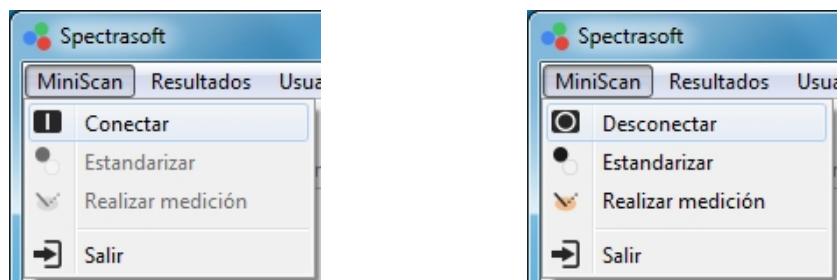 Spectrasoft
MiniScan Resultados
Conectar
Estandarizar
Realizar medición
Salir
Spectrasoft
MiniScan Resultados
Desconectar
Estandarizar
Realizar medición
Salir